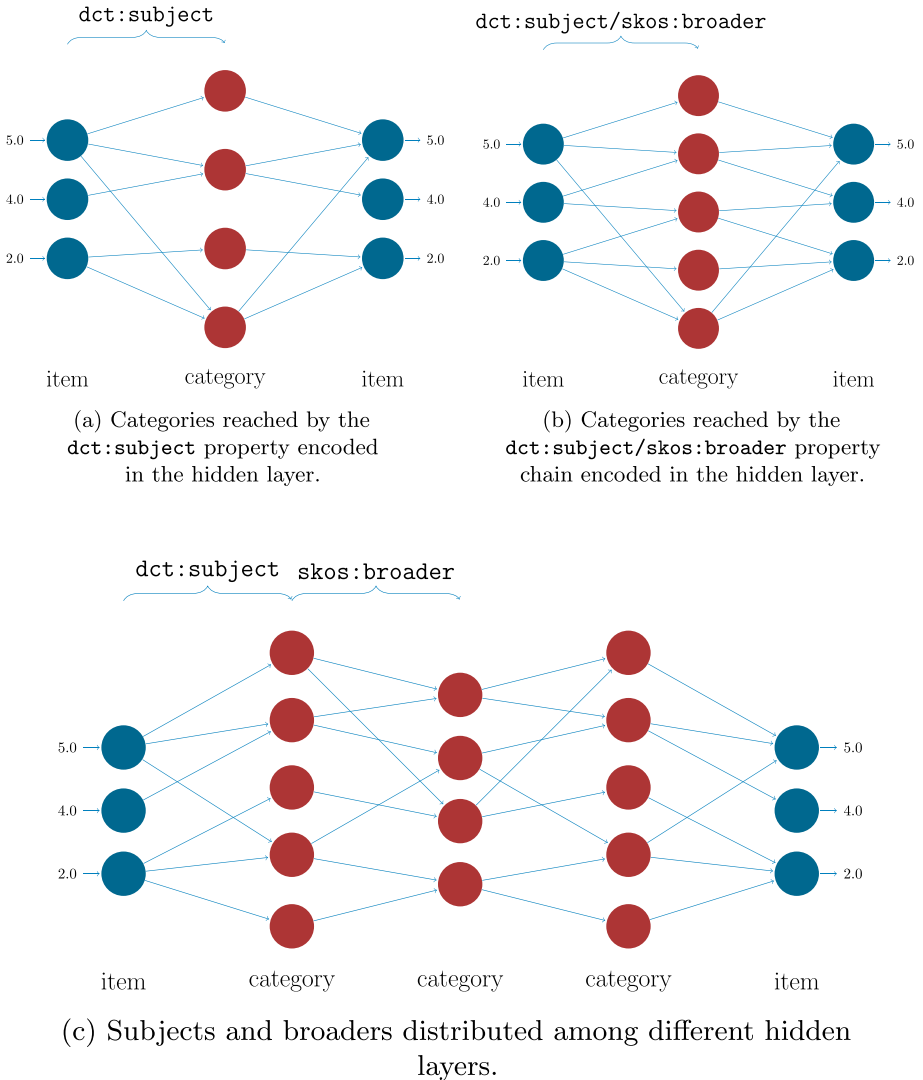 dct:subject
5.0
4.0
2.0
5.0
4.0
2.0
item
category
item
(a) Categories reached by the
dct:subject property encoded
in the hidden layer.
dct:subject/skos:broader
5.0
4.0
2.0
5.0
4.0
2.0
item
category
item
(b) Categories reached by the
dct:subject/skos:broader property
chain encoded in the hidden layer.
dct:subject
skos:broader
5.0
4.0
2.0
5.0
4.0
2.0
item
category
category
category
item
(c) Subjects and broaders distributed among different hidden
layers.